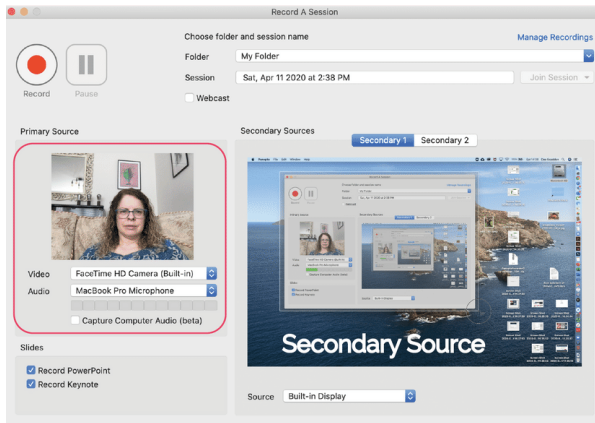 Record A Session
Choose folder and session name
Manage Recordings
Folder
My Folder
Session
Sat, Apr 11 2020 at 2:38 PM
Join Session
Record
Pause
Webcast
Primary Source
Secondary Sources
Secondary 1
Secondary 2
Video
FaceTime HD Camera (Built-in)
Audio
MacBook Pro Microphone
Capture Computer Audio (beta)
Secondary Source
Slides
Record PowerPoint
Record Keynote
Source
Built-in Display